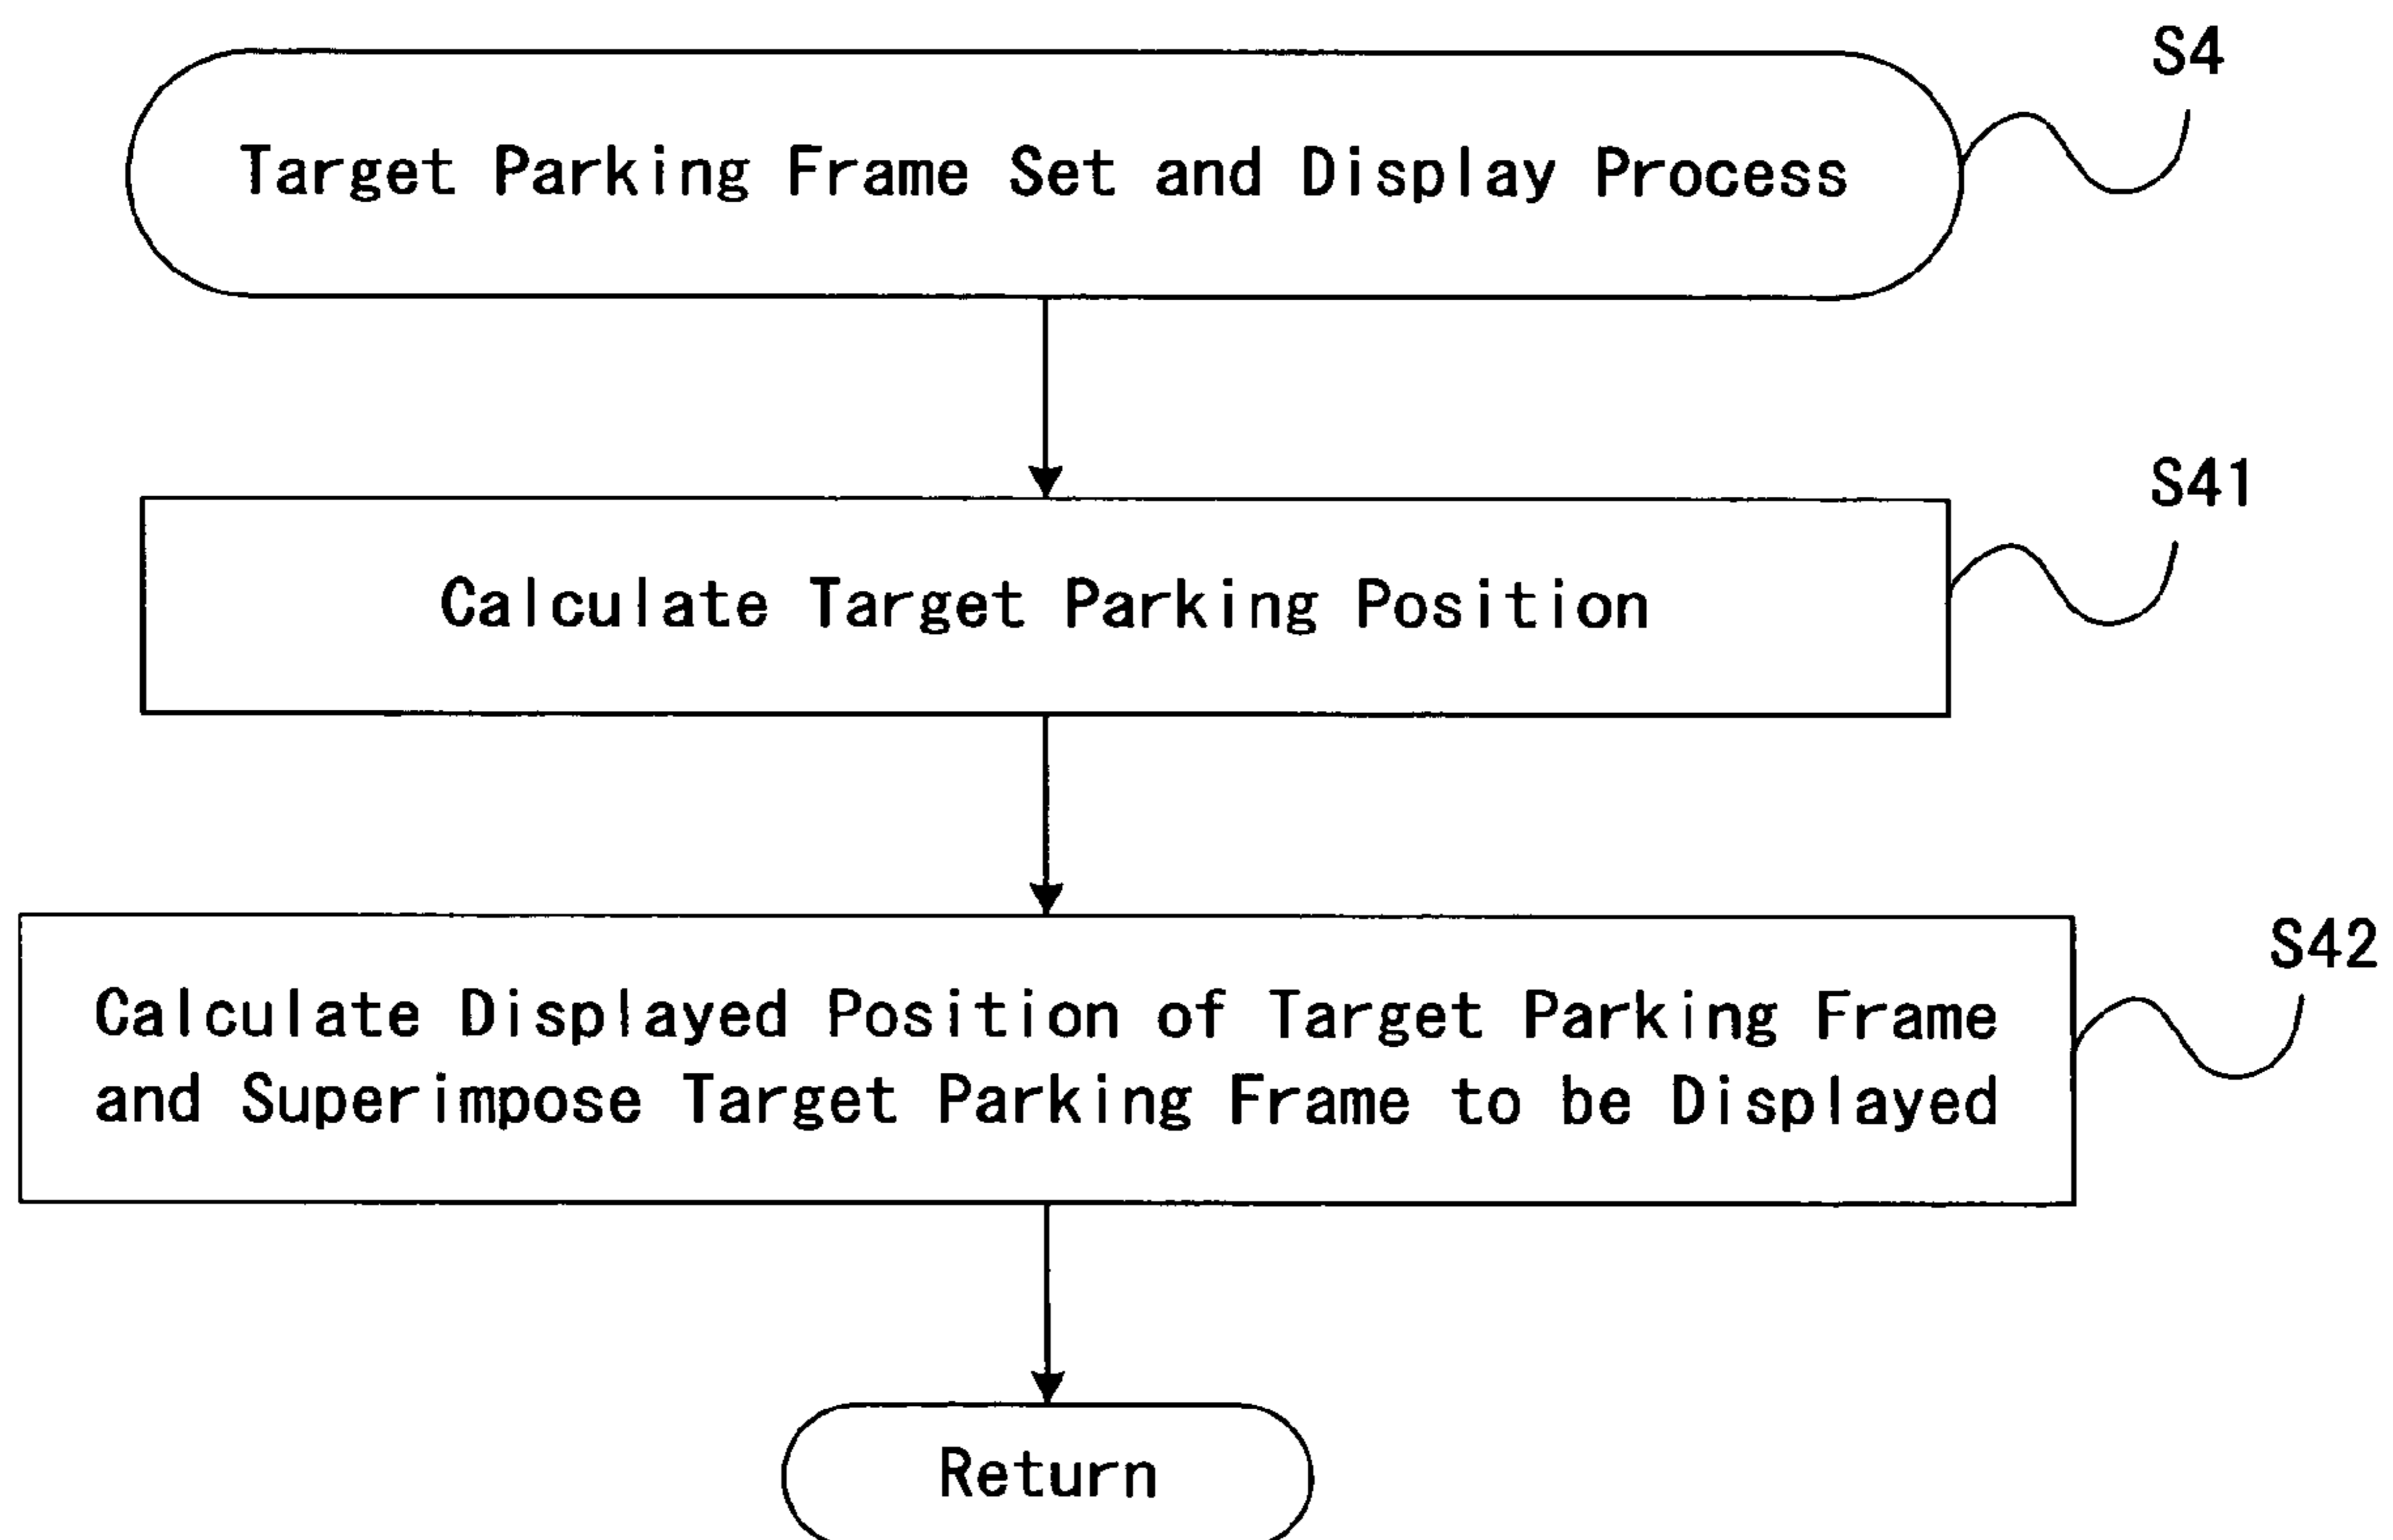 S4
Target Parking Frame Set and Display Process
S41
Calculate Target Parking Position
S42
Calculate Displayed Position of Target Parking Frame
and Superimpose Target Parking Frame to be Displayed
Return